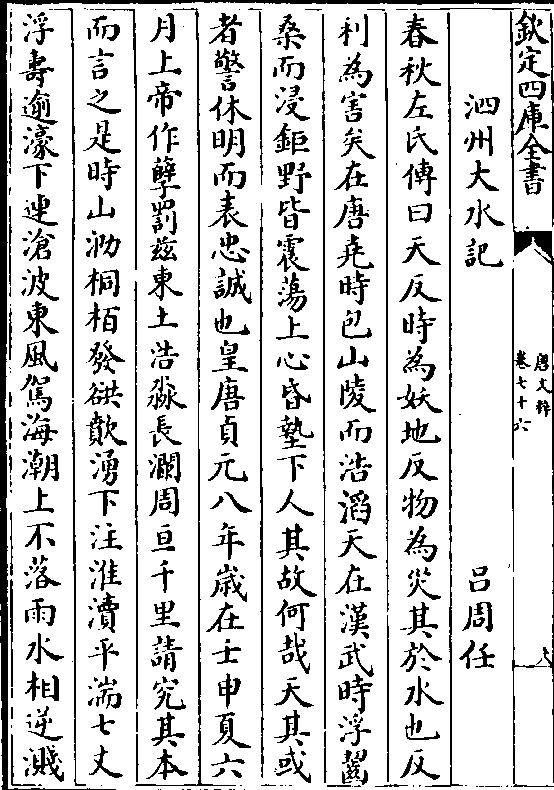 欽定四庫全書
唐文粹
卷七十六
泗州大水記 呂周任
春秋左氏傳曰天反時為妖地反物為災其於水也反
利為害矣在唐堯時包山陵而浩滔天在漢武時浮齧
桑而浸鉅野皆震蕩上心昏墊下人其故何哉天其或
者警休明而表忠誠也皇唐貞元八年歲在壬申夏六
月上帝作孽罰兹東土浩淼長瀾周亘千里請究其本
而言之是時山泐桐栢發谼歕湧下注淮瀆平湍七丈
浮壽逾濠下連滄波東風駕海潮上不落雨水相逆濺